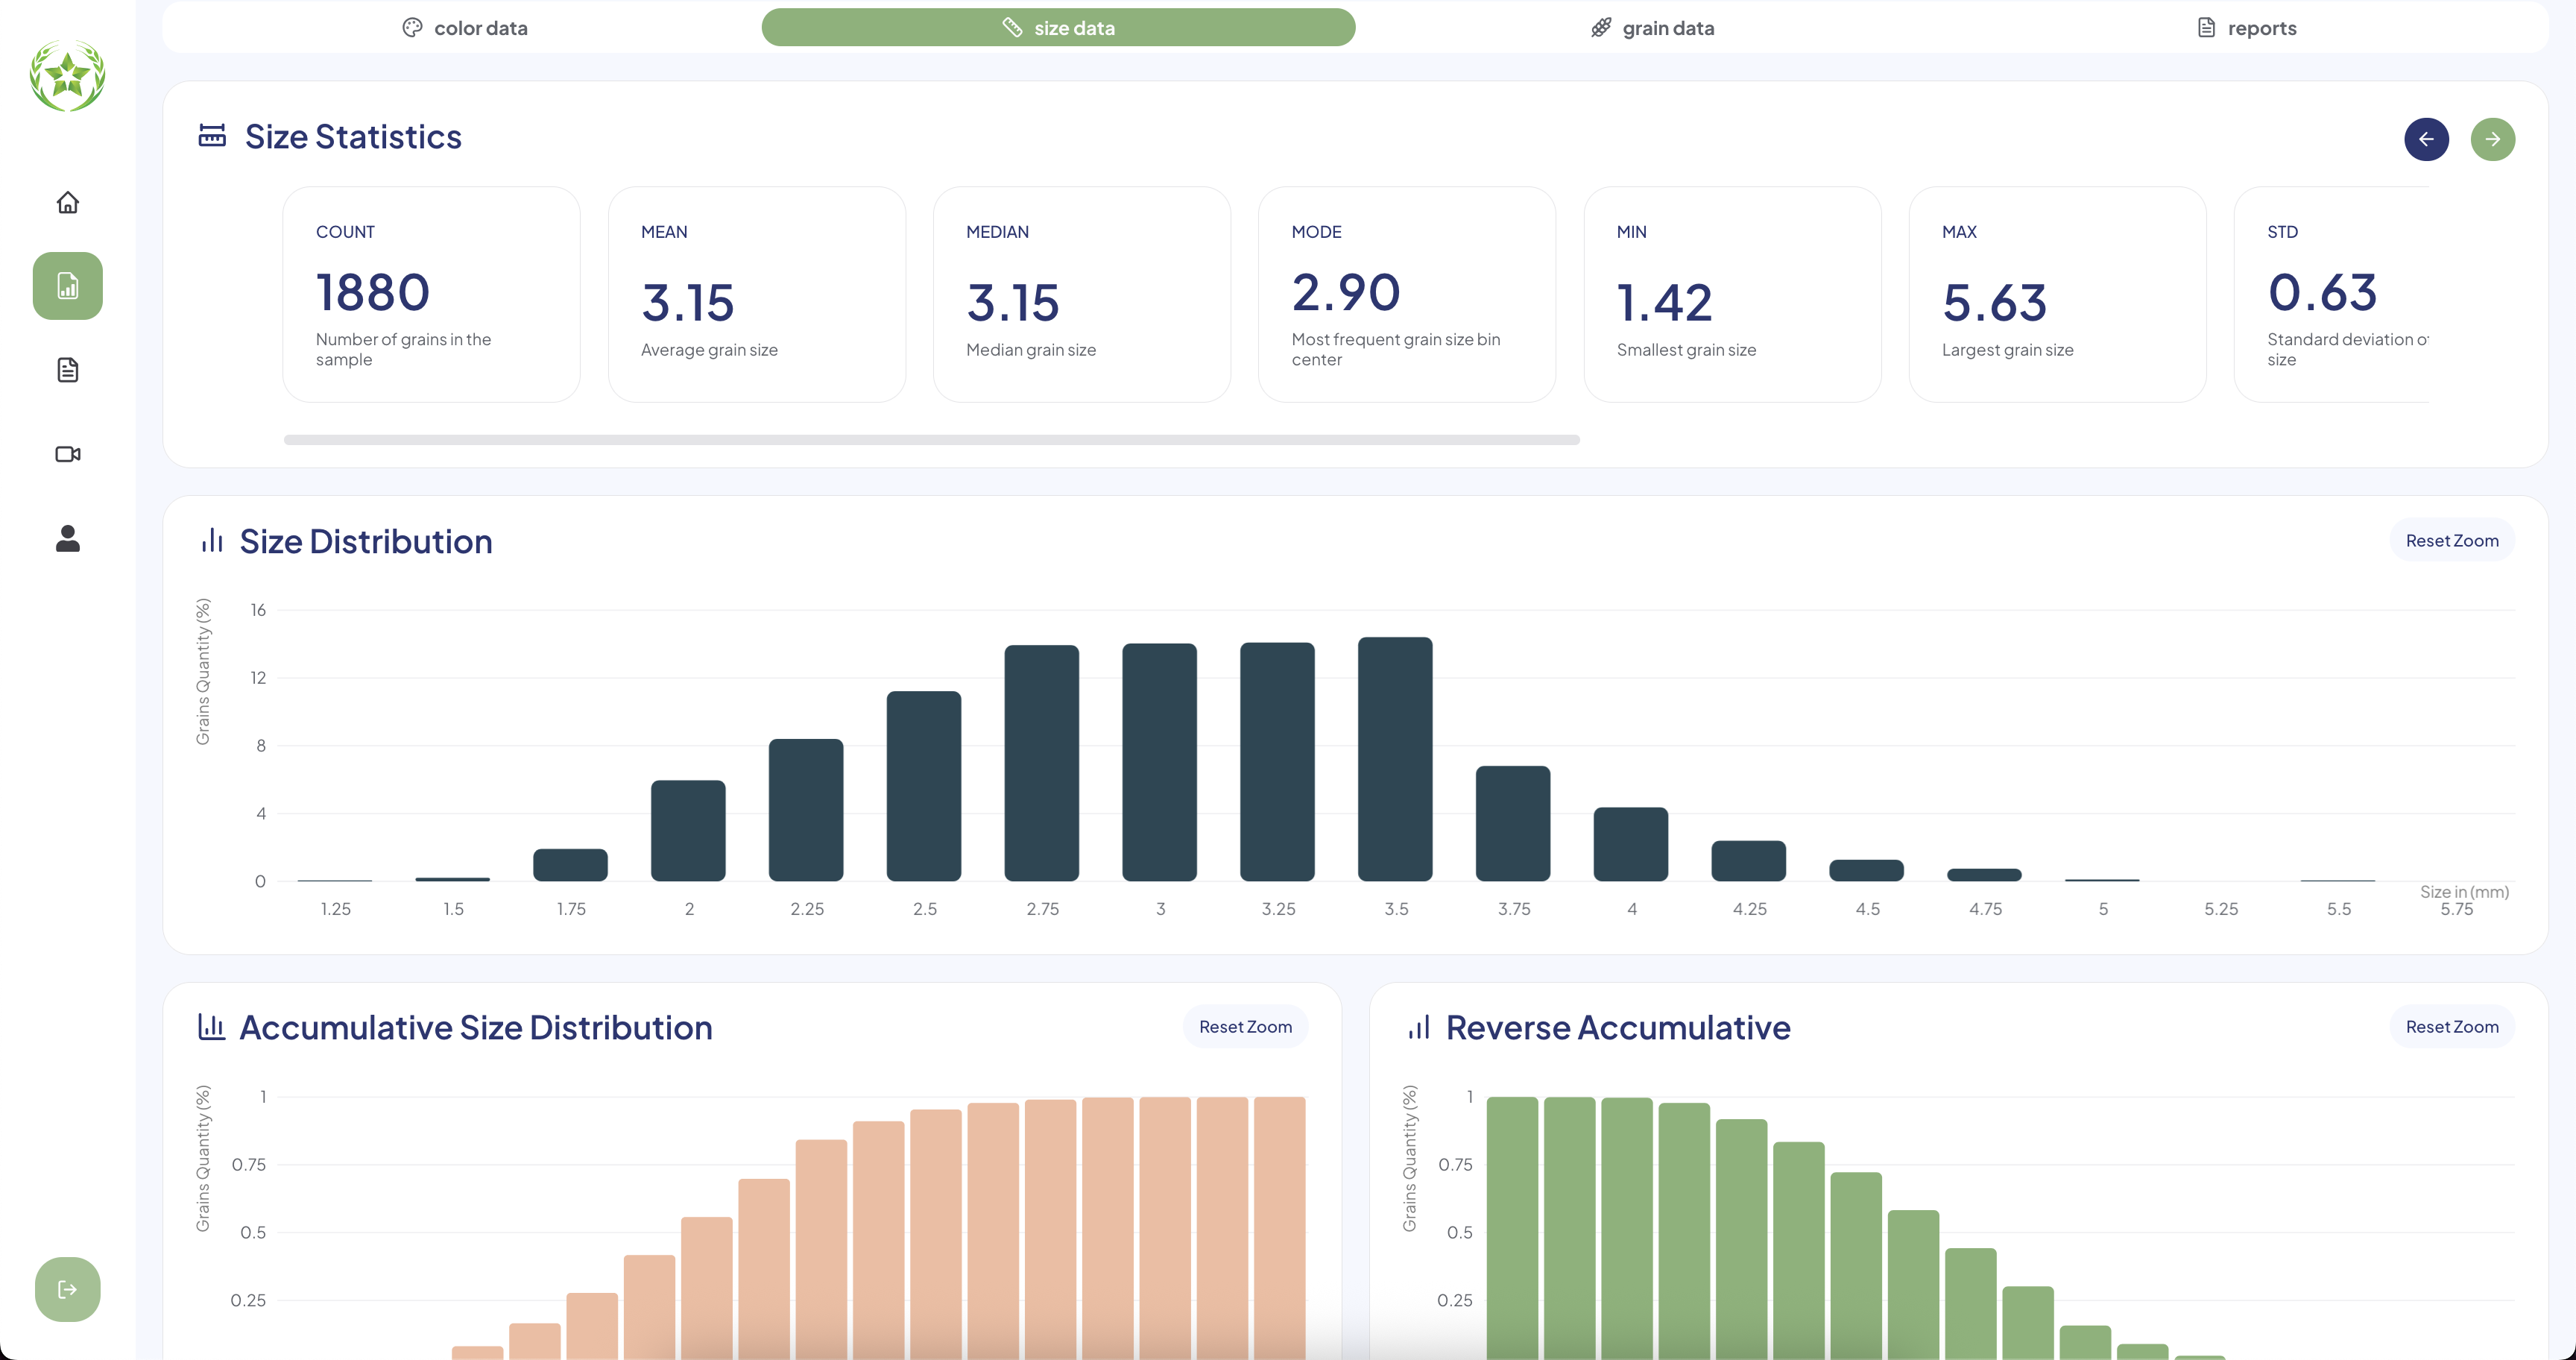 color data
size data
grain data
reports
Size Statistics
COUNT
1880
Number of grains in the
sample
MEAN
3.15
Average grain size
MEDIAN
3.15
Median grain size
MODE
2.90
Most frequent grain size bin
center
MIN
1.42
Smallest grain size
MAX
5.63
Largest grain size
STD
0.63
Standard deviation of
size
Size Distribution
Reset Zoom
Grains Quantity (%)
16
12
8
4
0
1.25 1.5 1.75 2 2.25 2.5 2.75 3 3.25 3.5 3.75 4 4.25 4.5 4.75 5 5.25 5.5 5.75
Size in (mm)
Accumulative Size Distribution
Reset Zoom
Grains Quantity (%)
1
0.75
0.5
0.25
Reverse Accumulative
Reset Zoom
Grains Quantity (%)
1
0.75
0.5
0.25